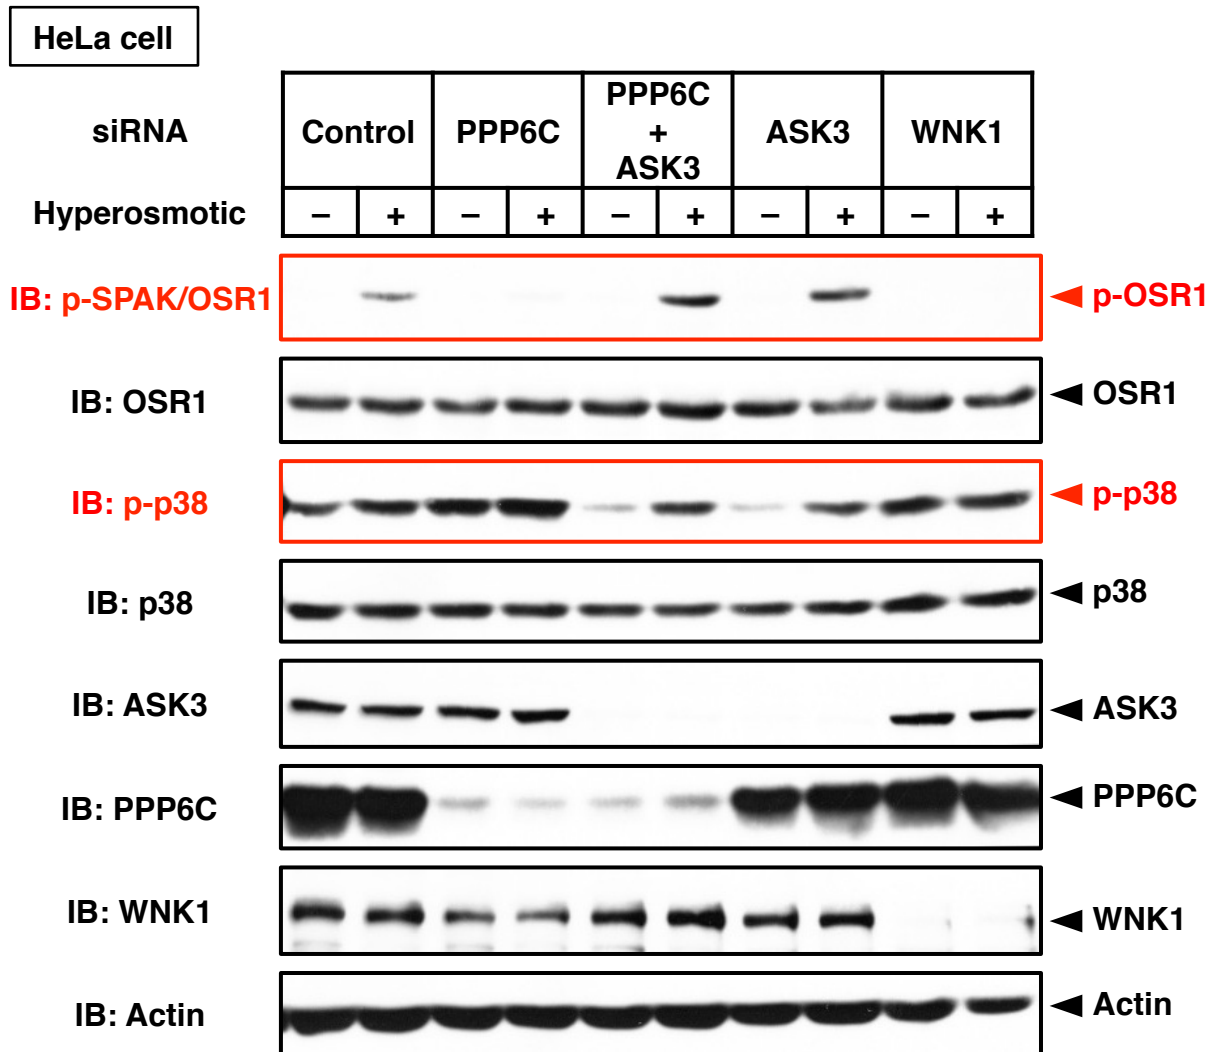 HeLa cell
siRNA
Control
PPP6C
PPP6C
+
ASK3
ASK3
WNK1
Hyperosmotic
– + – + – + – + – +
IB: p-SPAK/OSR1
p-OSR1
IB: OSR1
OSR1
IB: p-p38
p-p38
IB: p38
p38
IB: ASK3
ASK3
IB: PPP6C
PPP6C
IB: WNK1
WNK1
IB: Actin
Actin